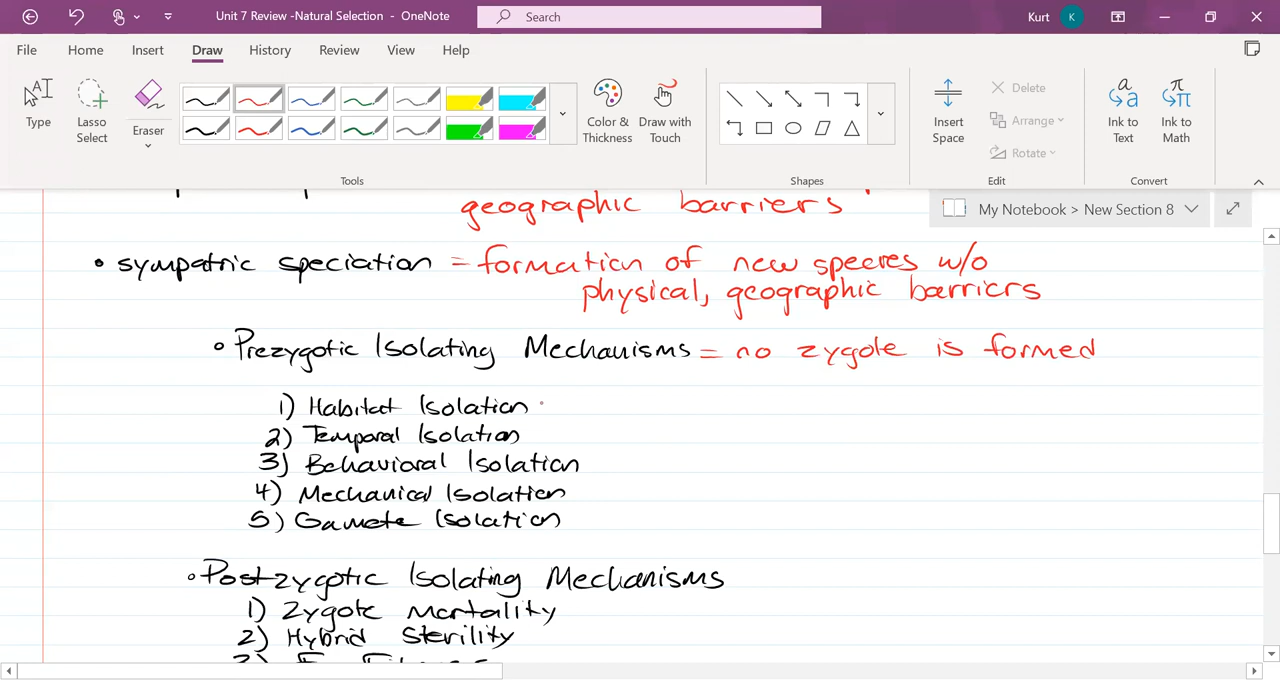 Unit 7 Review -Natural Selection - OneNote
Search
Kurt K
File Home Insert Draw History Review View Help
Type
Lasso Select
Eraser
Color & Thickness
Draw with Touch
Insert Space
Delete
Arrange
Rotate
Ink to Text
Ink to Math
Tools Shapes Edit Convert
My Notebook > New Section 8
geographic barriers
• sympatric speciation = formation of new species w/o
physical, geographic barriers
Prezygotic Isolating Mechanisms = no zygote is formed
1) Habitat Isolation
2) Temporal Isolation
3) Behavioral Isolation
4) Mechanical Isolation
5) Gamete Isolation
Postzygotic Isolating Mechanisms
1) Zygote mortality
2) Hybrid sterility